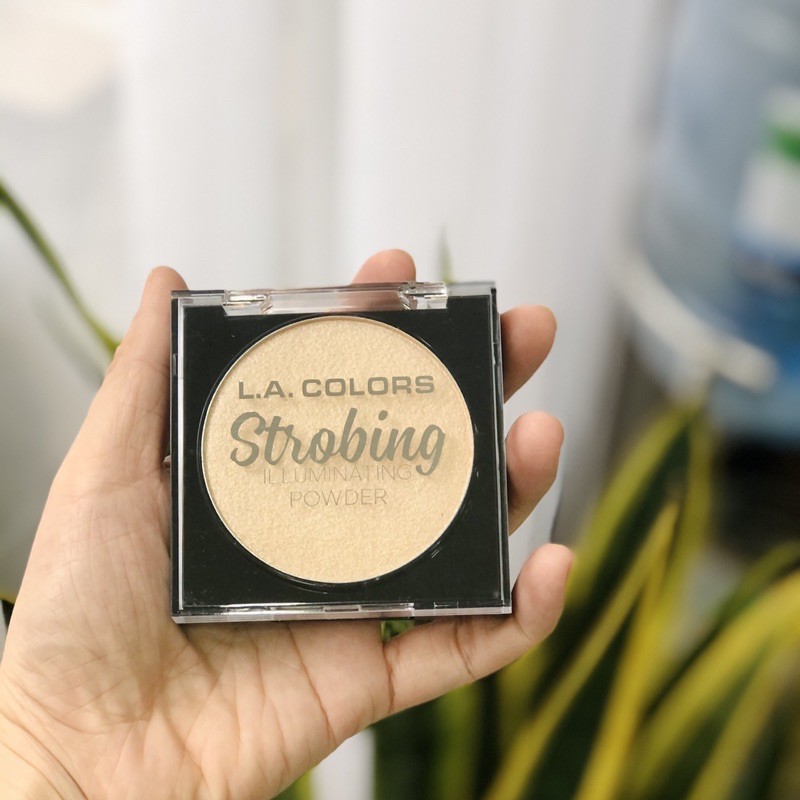 L.A. COLORS
Strobing
ILLUMINATING
POWDER